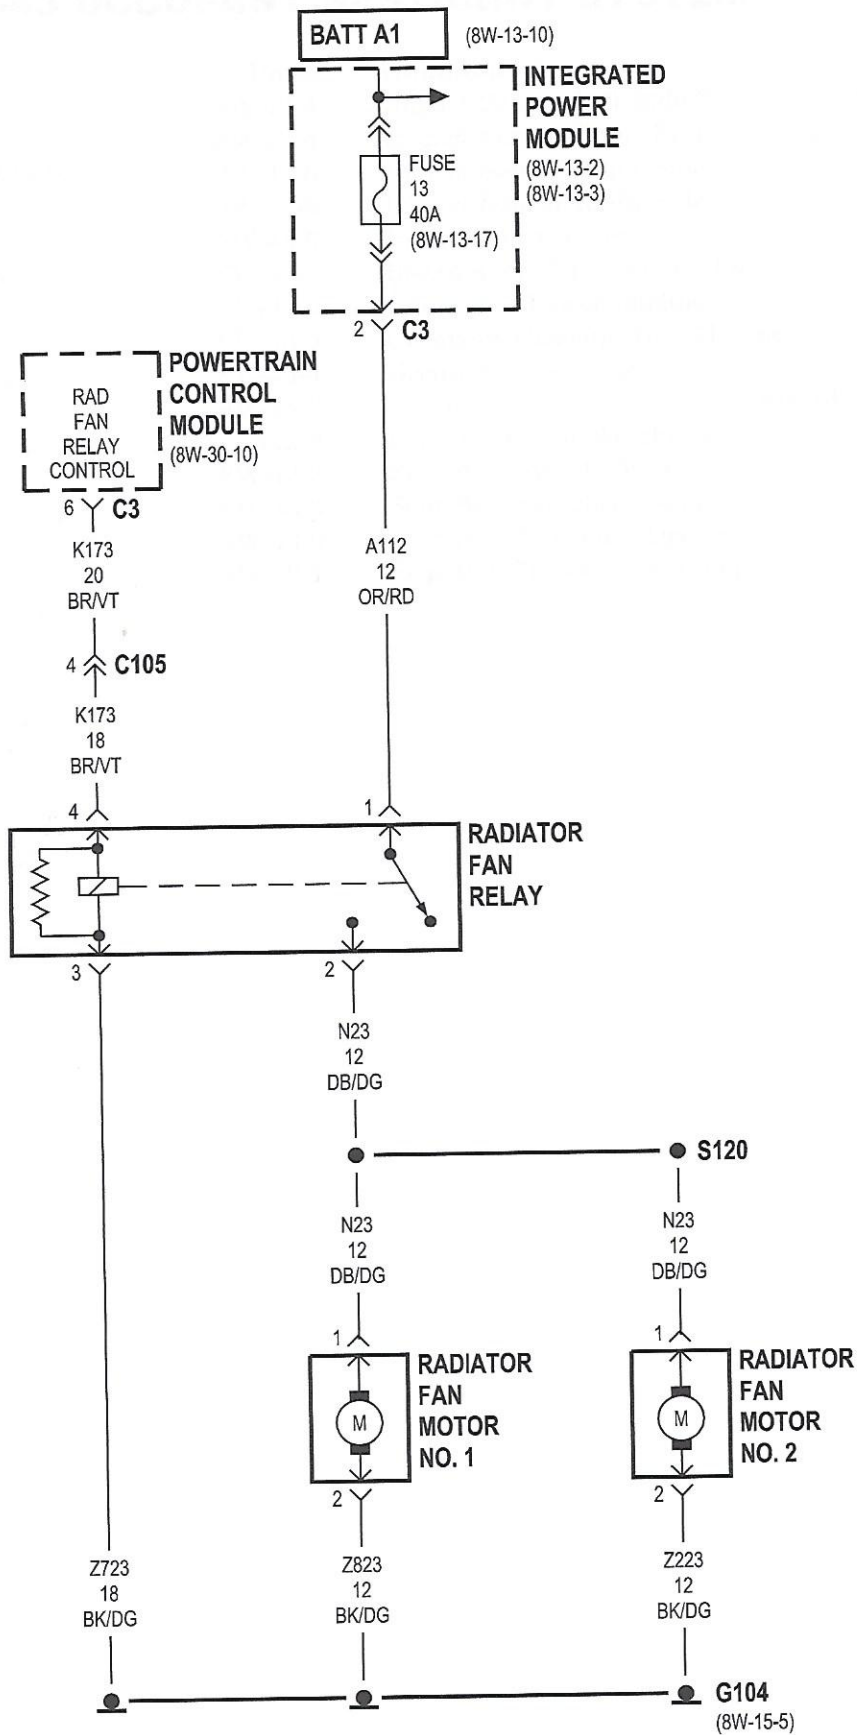 BATT A1 (8W-13-10)
INTEGRATED
POWER
MODULE
(8W-13-2)
(8W-13-3)
FUSE
13
40A
(8W-13-17)
2 C3
POWERTRAIN
CONTROL
MODULE
(8W-30-10)
RAD
FAN
RELAY
CONTROL
6 C3
K173
20
BR/VT
A112
12
OR/RD
4 C105
K173
18
BR/VT
4
1
RADIATOR
FAN
RELAY
3
2
N23
12
DB/DG
S120
N23
12
DB/DG
N23
12
DB/DG
1
RADIATOR
FAN
MOTOR
NO. 1
M
2
1
RADIATOR
FAN
MOTOR
NO. 2
M
2
Z723
18
BK/DG
Z823
12
BK/DG
Z223
12
BK/DG
G104
(8W-15-5)